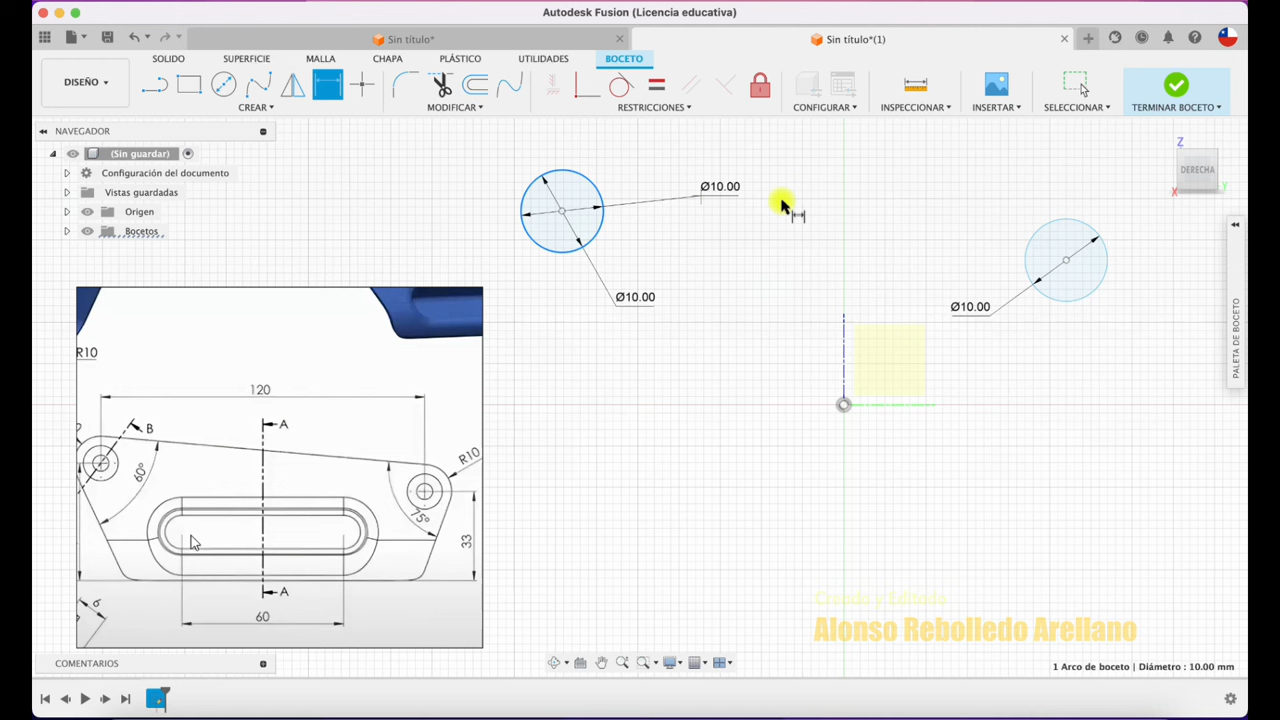 Autodesk Fusion (Licencia educativa)
Sin título*
Sin título*(1)
SOLIDO SUPERFICIE MALLA CHAPA PLÁSTICO UTILIDADES BOCETO
DISEÑO
CREAR MODIFICAR RESTRICCIONES CONFIGURAR INSPECCIONAR INSERTAR SELECCIONAR TERMINAR BOCETO
NAVEGADOR
(Sin guardar)
Configuración del documento
Vistas guardadas
Origen
Bocetos
Ø10.00
Ø10.00
Ø10.00
Z
DERECHA
X
Y
PALETA DE BOCETO
R10
120
B
A
R10
60°
75°
33
A
6
60
Creado y Editado
Alonso Rebolledo Arellano
COMENTARIOS
1 Arco de boceto | Diámetro : 10.00 mm